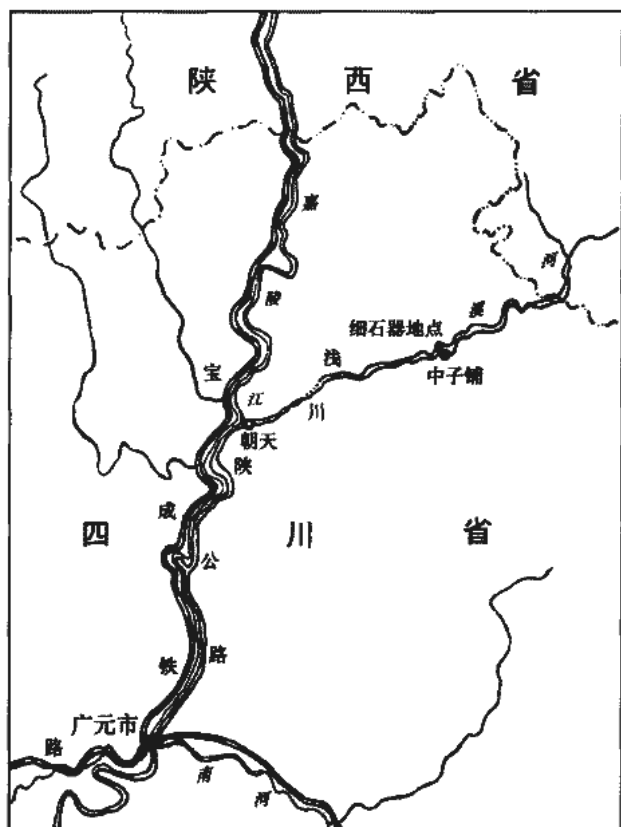 陕西省
嘉陵江
浅溪河
细石器地点
中子铺
宝成铁路
川陕公路
朝天
四川省
广元市
南河